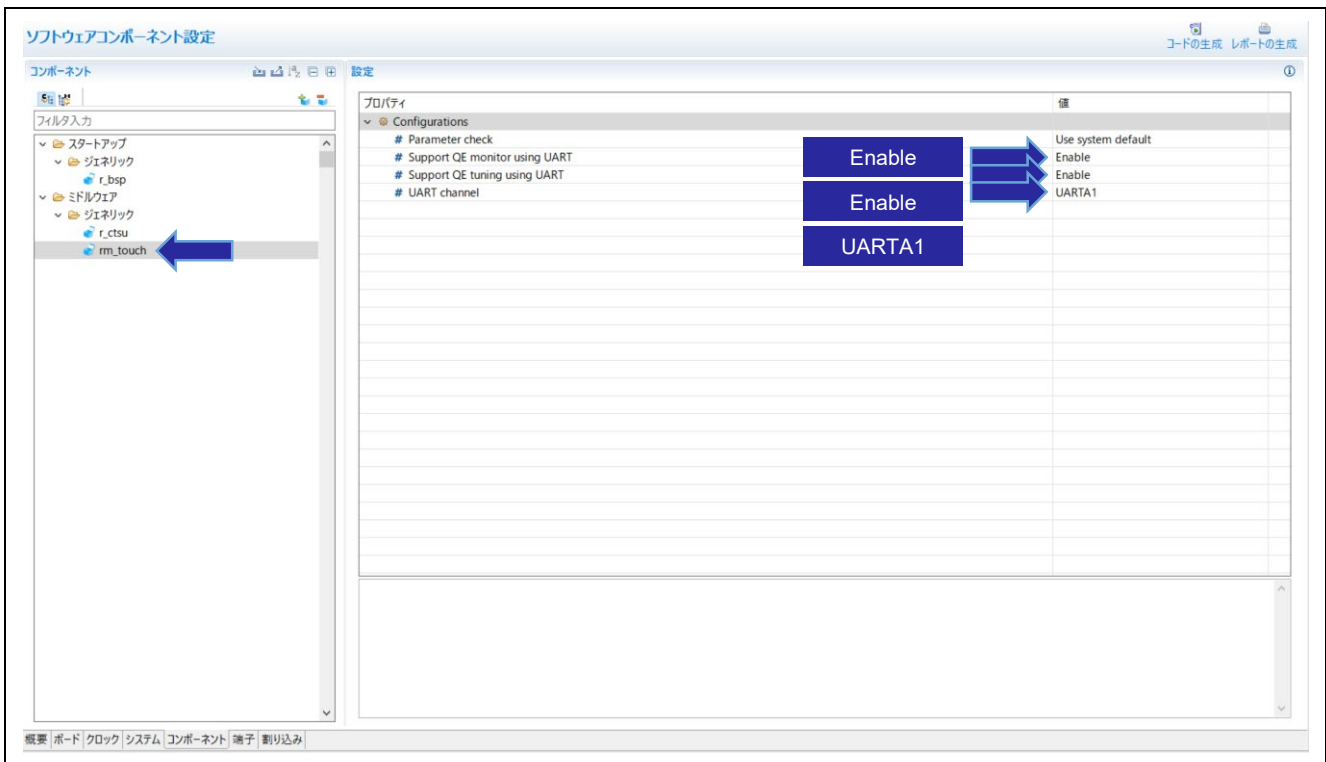 ソフトウェアコンポーネント設定
コードの生成 レポートの生成
コンポーネント
設定
フィルタ入力
スタートアップ
ジェネリック
r_bsp
ミドルウェア
ジェネリック
r_ctsu
rm_touch
プロパティ 値
Configurations
# Parameter check Use system default
# Support QE monitor using UART Enable
# Support QE tuning using UART Enable
# UART channel UARTA1
Enable
Enable
UARTA1
概要 ボード クロック システム コンポーネント 端子 割り込み